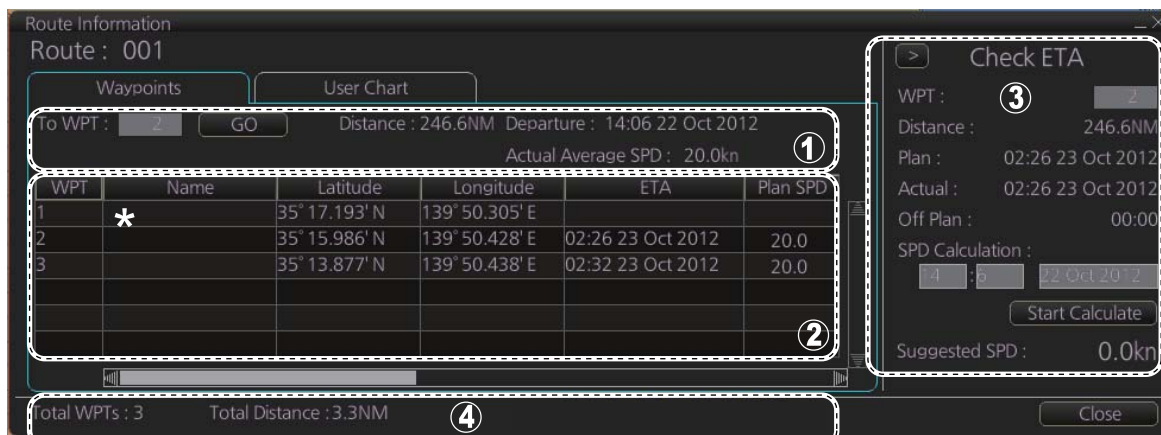 Route Information
Route : 001
Waypoints User Chart
To WPT : 2 GO Distance : 246.6NM Departure : 14:06 22 Oct 2012
Actual Average SPD : 20.0kn
①
WPT Name Latitude Longitude ETA Plan SPD
1 * 35° 17.193' N 139° 50.305' E
2 35° 15.986' N 139° 50.428' E 02:26 23 Oct 2012 20.0
3 35° 13.877' N 139° 50.438' E 02:32 23 Oct 2012 20.0
②
Total WPTs : 3 Total Distance : 3.3NM
④
> Check ETA
③
WPT : 2
Distance : 246.6NM
Plan : 02:26 23 Oct 2012
Actual : 02:26 23 Oct 2012
Off Plan : 00:00
SPD Calculation :
14 : 6 22 Oct 2012
Start Calculate
Suggested SPD : 0.0kn
Close